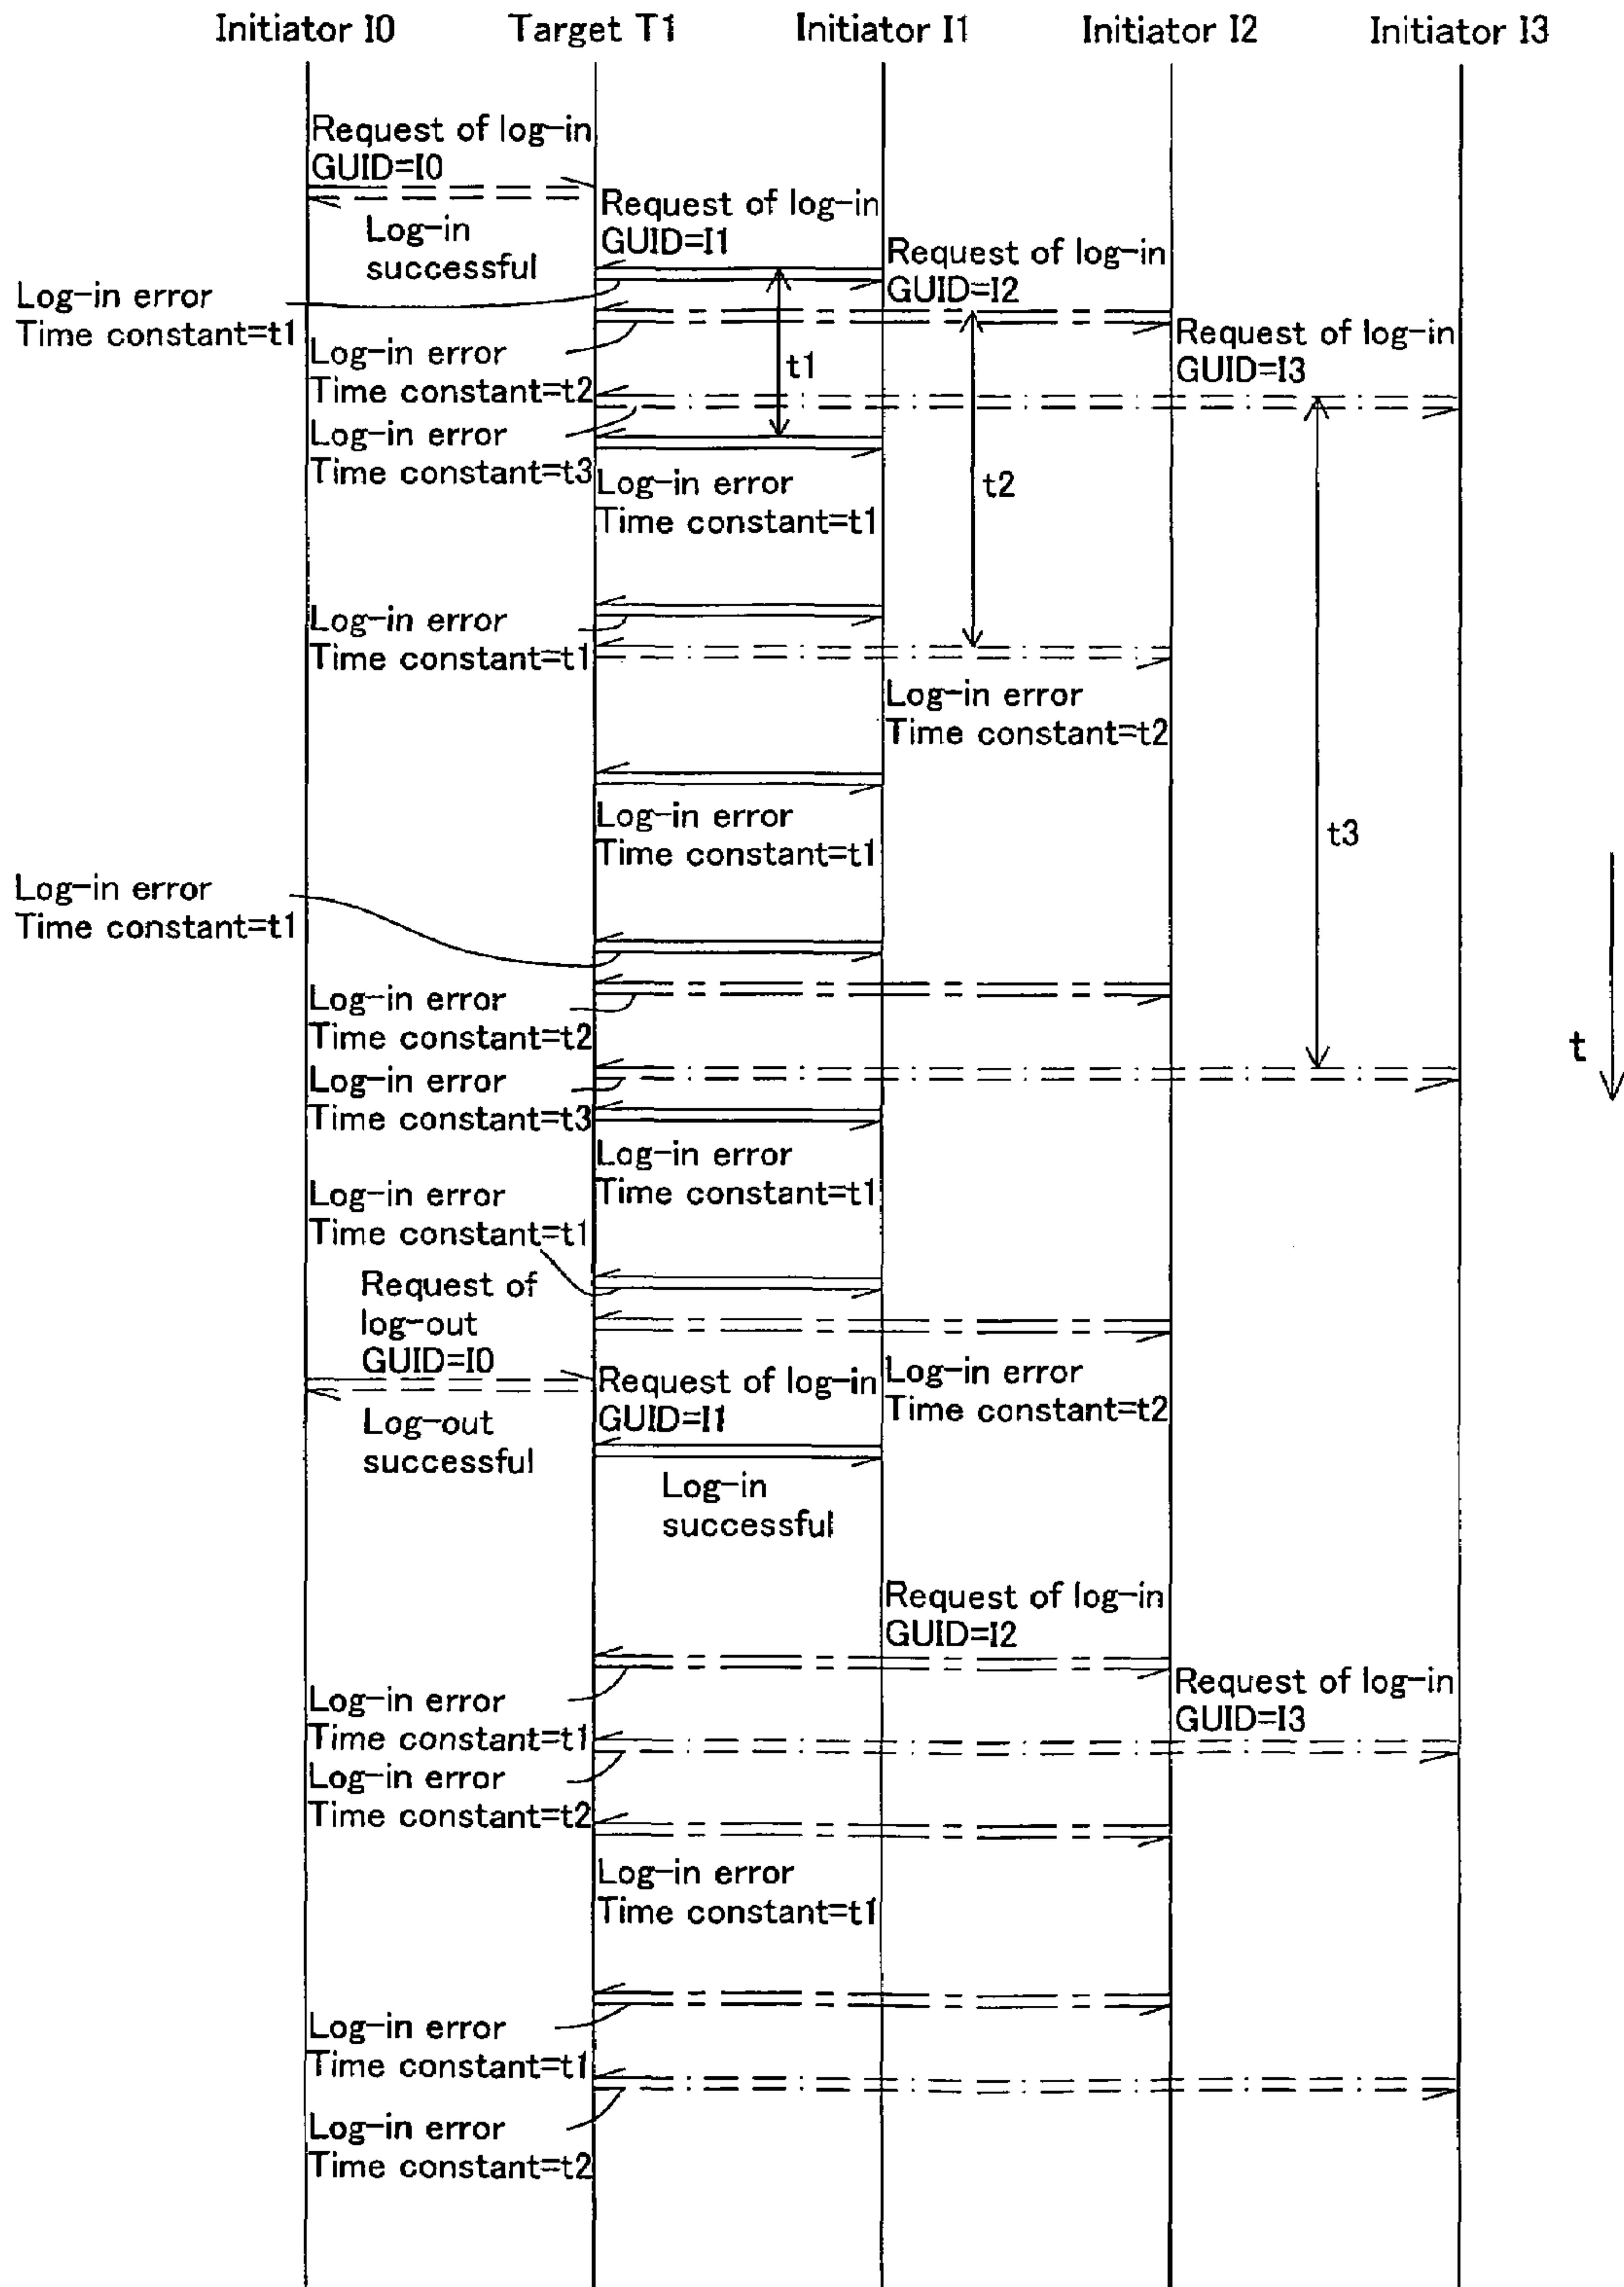 Initiator I0
Target T1
Initiator I1
Initiator I2
Initiator I3
Request of log-in
GUID=I0
Log-in
successful
Request of log-in
GUID=I1
Request of log-in
GUID=I2
Log-in error
Time constant=t1
Request of log-in
GUID=I3
Log-in error
Time constant=t2
t1
Log-in error
Time constant=t3
Log-in error
Time constant=t1
t2
Log-in error
Time constant=t1
Log-in error
Time constant=t2
Log-in error
Time constant=t1
t3
Log-in error
Time constant=t1
Log-in error
Time constant=t2
t
Log-in error
Time constant=t3
Log-in error
Time constant=t1
Log-in error
Time constant=t1
Request of
log-out
GUID=I0
Request of log-in
GUID=I1
Log-in error
Time constant=t2
Log-out
successful
Log-in
successful
Request of log-in
GUID=I2
Request of log-in
GUID=I3
Log-in error
Time constant=t1
Log-in error
Time constant=t2
Log-in error
Time constant=t1
Log-in error
Time constant=t1
Log-in error
Time constant=t2